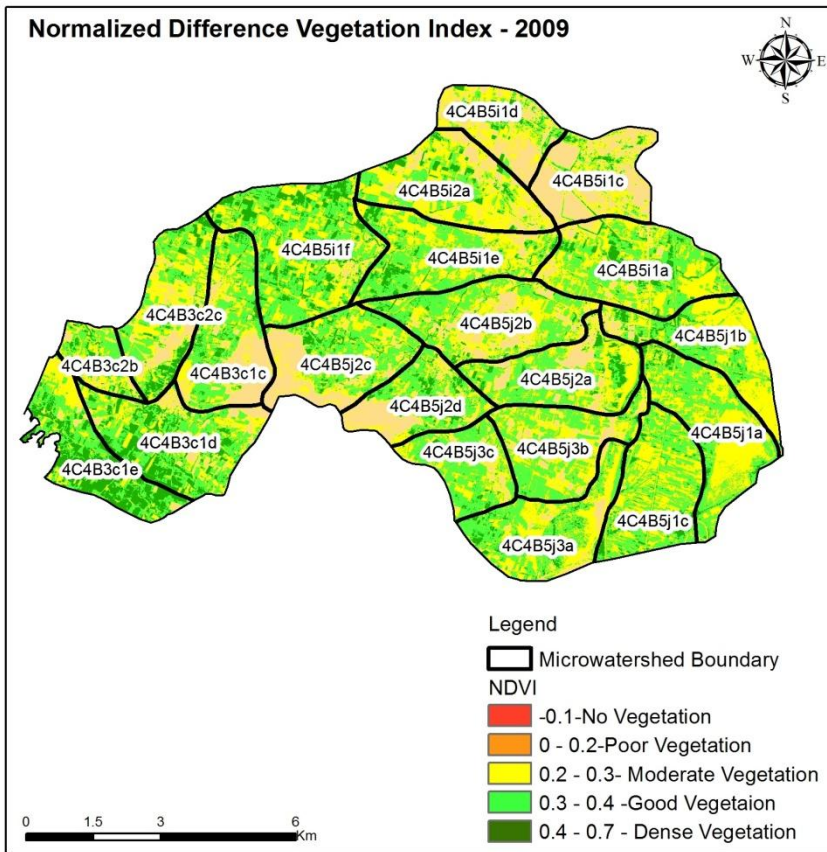 Normalized Difference Vegetation Index - 2009
N
W
E
S
4C4B5i1d
4C4B5i1c
4C4B5i2a
4C4B5i1f
4C4B5i1e
4C4B5i1a
4C4B3c2c
4C4B5j2b
4C4B5j1b
4C4B3c2b
4C4B3c1c
4C4B5j2c
4C4B5j2a
4C4B5j2d
4C4B5j1a
4C4B3c1d
4C4B3c1e
4C4B5j3c
4C4B5j3b
4C4B5j1c
4C4B5j3a
Legend
Microwatershed Boundary
NDVI
-0.1-No Vegetation
0 - 0.2-Poor Vegetation
0.2 - 0.3- Moderate Vegetation
0.3 - 0.4 -Good Vegetaion
0.4 - 0.7 - Dense Vegetation
0 1.5 3 6
Km